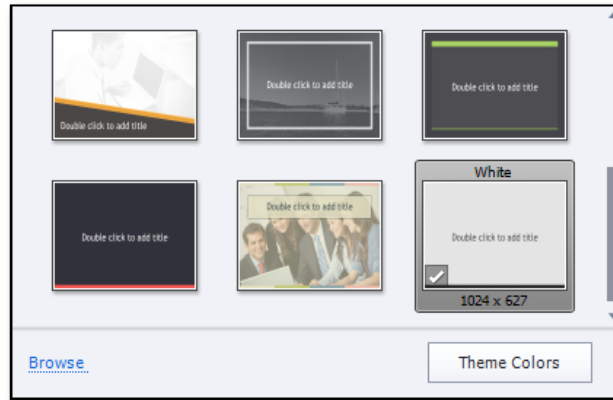 Double click to add title
Double click to add title
Double click to add title
Double click to add title
Double click to add title
White
Double click to add title
1024 x 627
Browse
Theme Colors